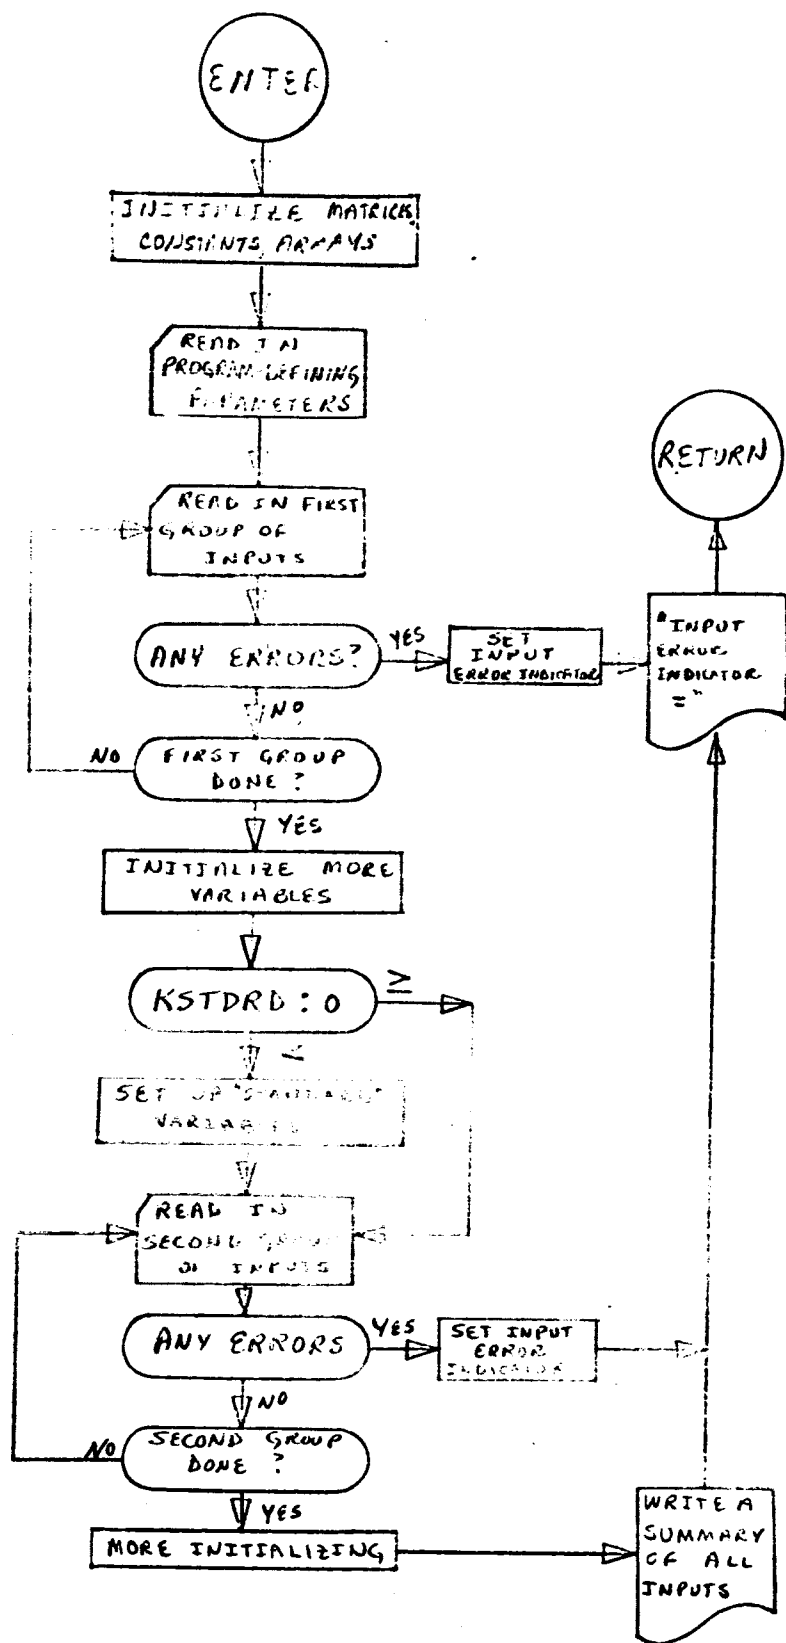 ENTER
INITIALIZE MATRICES
CONSTANTS ARRAYS
READ IN
PROGRAM-DEFINING
PARAMETERS
READ IN FIRST
GROUP OF
INPUTS
ANY ERRORS?
YES
SET
INPUT
ERROR INDICATOR
"INPUT
ERROR
INDICATOR
="
RETURN
NO
FIRST GROUP
DONE?
NO
YES
INITIALIZE MORE
VARIABLES
KSTDRD : 0
≥
<
SET UP "STANDARD"
VARIABLES
READ IN
SECOND GROUP
OF INPUTS
ANY ERRORS
YES
SET INPUT
ERROR
INDICATOR
NO
SECOND GROUP
DONE ?
NO
YES
MORE INITIALIZING
WRITE A
SUMMARY
OF ALL
INPUTS